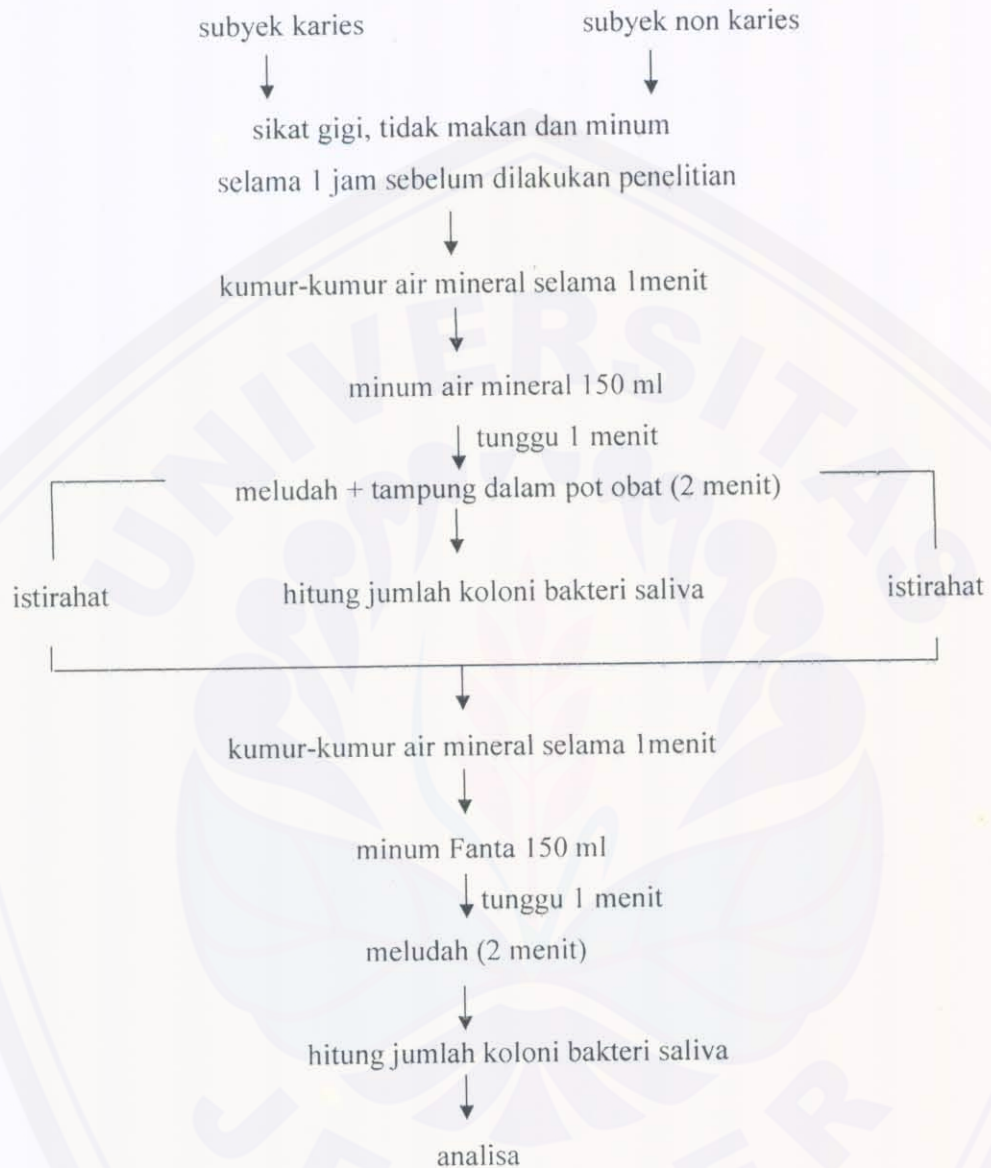 subyek karies subyek non karies
sikat gigi, tidak makan dan minum
selama 1 jam sebelum dilakukan penelitian
kumur-kumur air mineral selama 1menit
minum air mineral 150 ml
tunggu 1 menit
meludah + tampung dalam pot obat (2 menit)
istirahat hitung jumlah koloni bakteri saliva istirahat
kumur-kumur air mineral selama 1menit
minum Fanta 150 ml
tunggu 1 menit
meludah (2 menit)
hitung jumlah koloni bakteri saliva
analisa
UNIVERSITAS
JEMBER